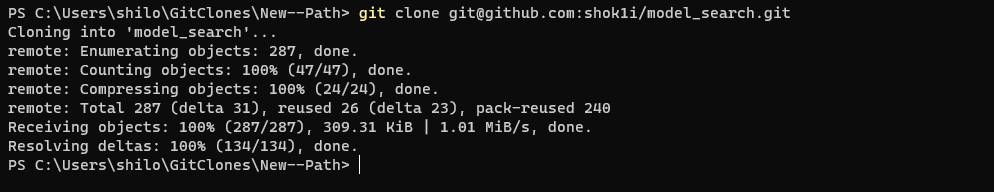 PS C:\Users\shilo\GitClones\New--Path> git clone git@github.com:shok1i/model_search.git
Cloning into 'model_search'...
remote: Enumerating objects: 287, done.
remote: Counting objects: 100% (47/47), done.
remote: Compressing objects: 100% (24/24), done.
remote: Total 287 (delta 31), reused 26 (delta 23), pack-reused 240
Receiving objects: 100% (287/287), 309.31 KiB | 1.01 MiB/s, done.
Resolving deltas: 100% (134/134), done.
PS C:\Users\shilo\GitClones\New--Path>